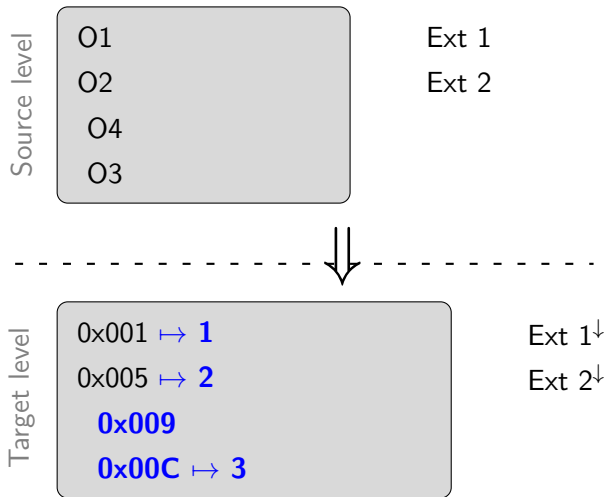 Source level
O1
O2
O4
O3
Ext 1
Ext 2
Target level
0x001 ↦ 1
0x005 ↦ 2
0x009
0x00C ↦ 3
Ext 1↓
Ext 2↓